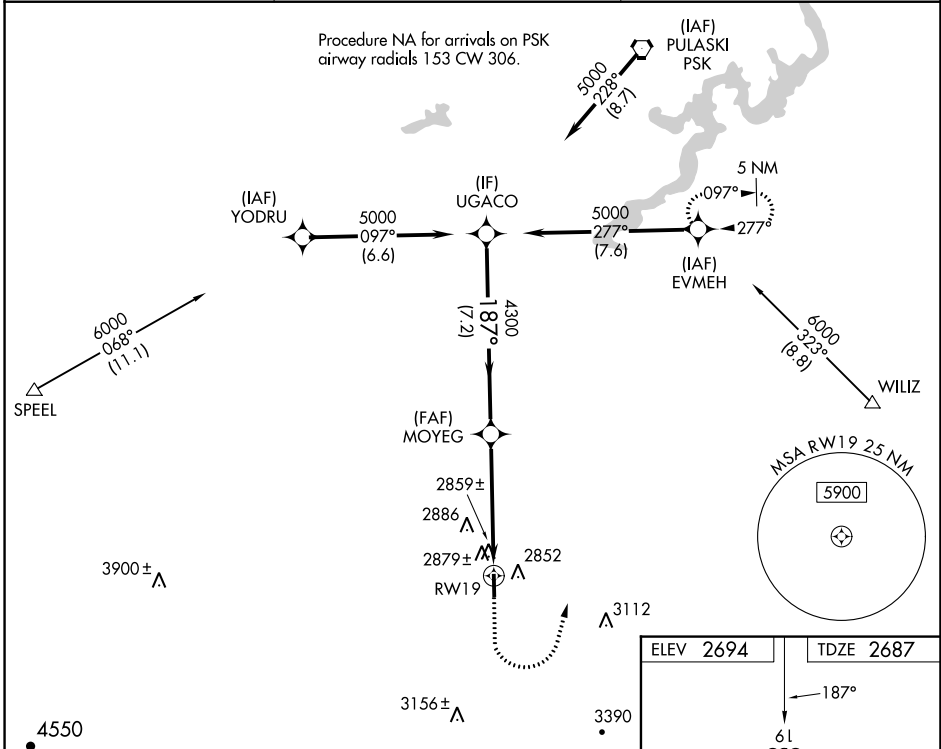 Procedure NA for arrivals on PSK
airway radials 153 CW 306.
(IAF)
PULASKI
PSK
5000
228°
(8.7)
5 NM
097°
277°
(IAF)
YODRU
5000
097°
(6.6)
(IF)
UGACO
5000
277°
(7.6)
(IAF)
EVMEH
4300
187°
(7.2)
6000
068°
(11.1)
SPEEL
6000
323°
(8.8)
WILIZ
(FAF)
MOYEG
MSA RW19 25 NM
5900
2859±
2886
2879±
2852
RW19
3900±
3112
3156±
3390
4550
ELEV 2694
TDZE 2687
187°
19